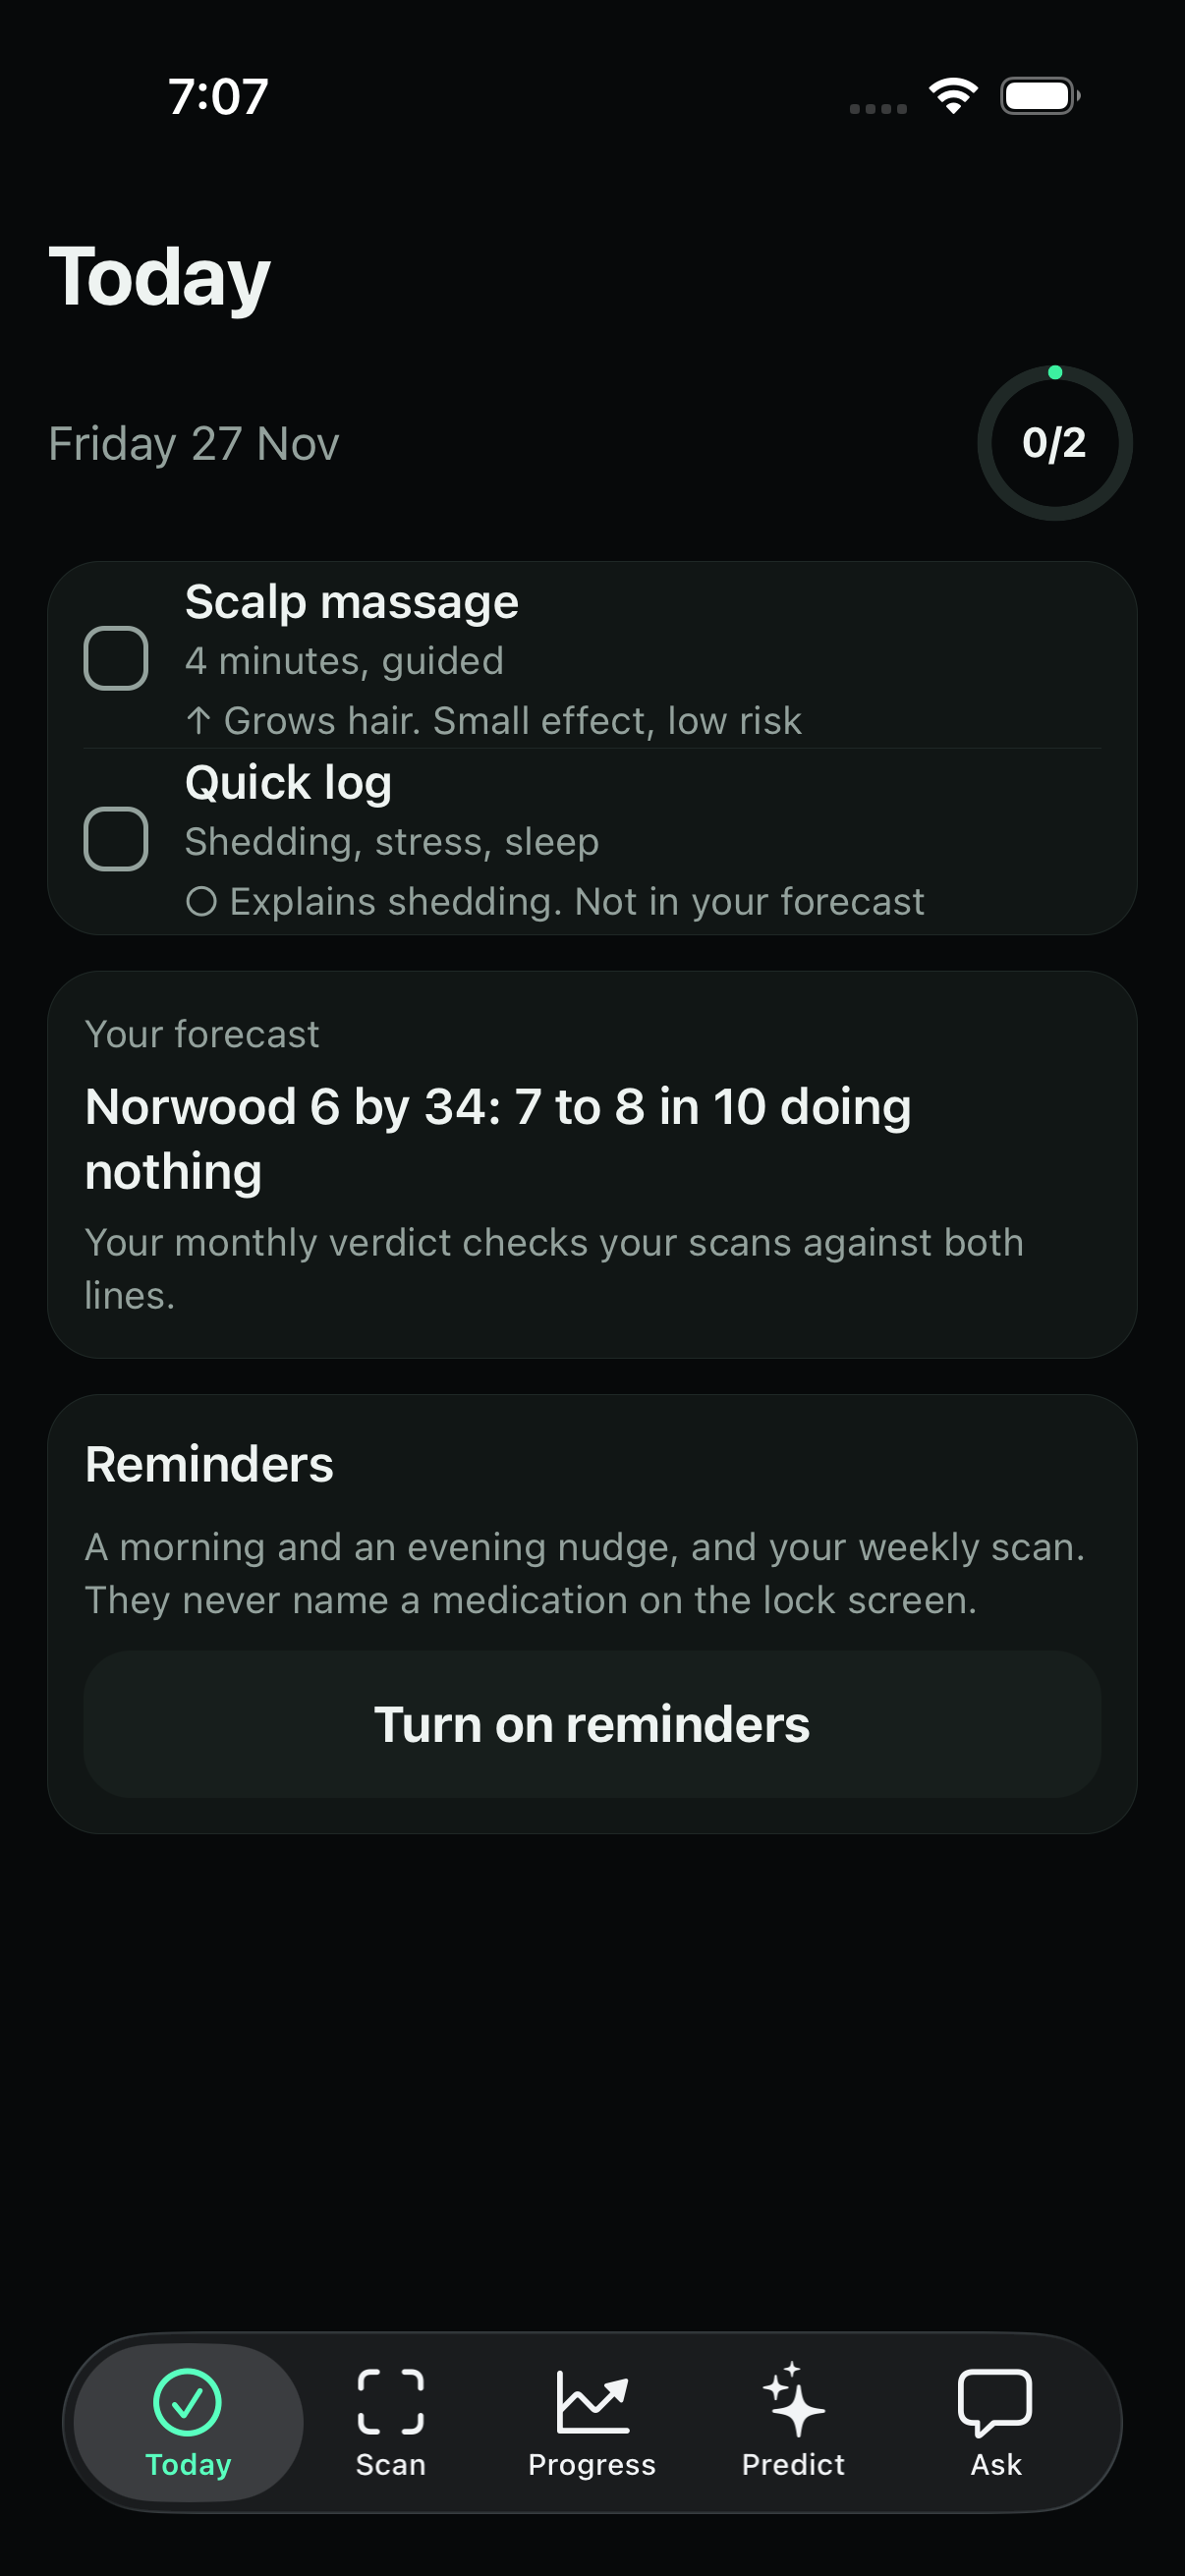 7:07
Today
Friday 27 Nov
0/2
Scalp massage
4 minutes, guided
↑ Grows hair. Small effect, low risk
Quick log
Shedding, stress, sleep
○ Explains shedding. Not in your forecast
Your forecast
Norwood 6 by 34: 7 to 8 in 10 doing
nothing
Your monthly verdict checks your scans against both
lines.
Reminders
A morning and an evening nudge, and your weekly scan.
They never name a medication on the lock screen.
Turn on reminders
Today
Scan
Progress
Predict
Ask